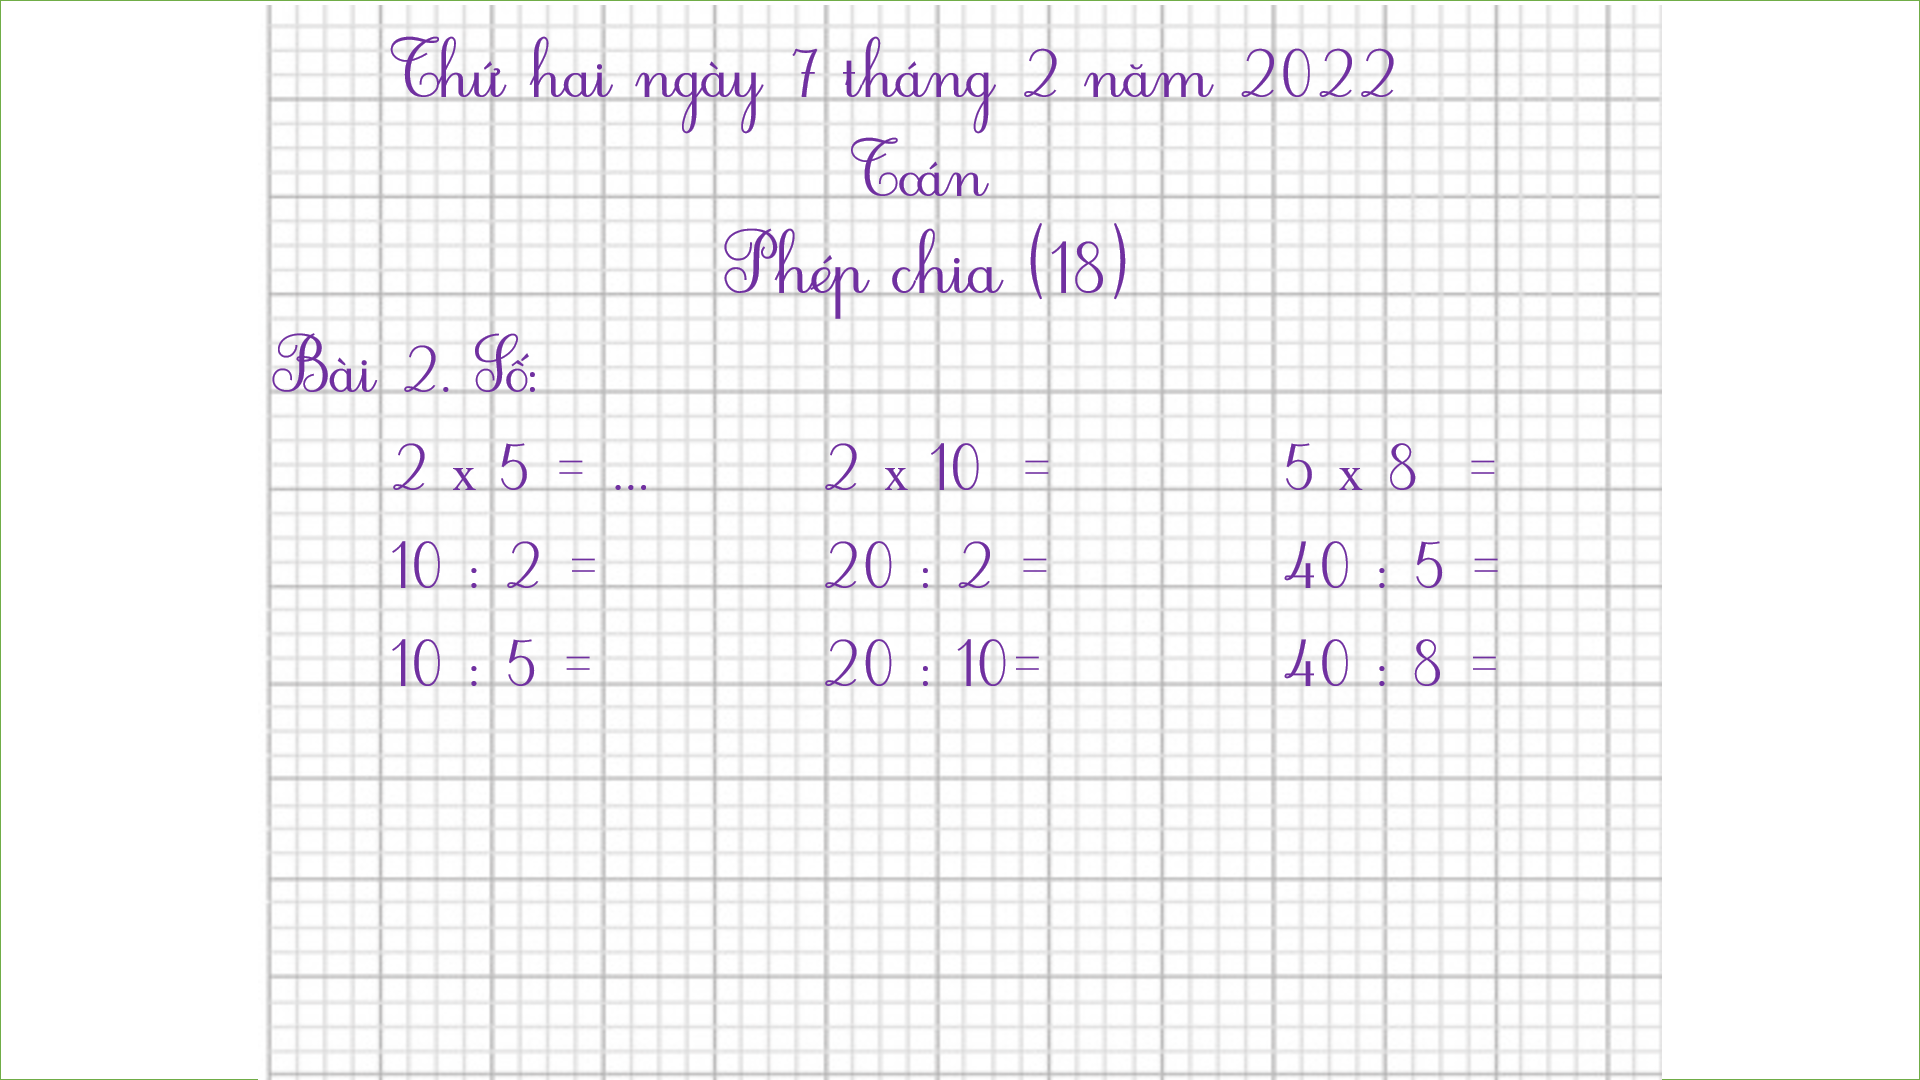 Thứ hai ngày 7 tháng 2 năm 2022
Toán
Phép chia (18)
Bài 2. Số:
2 x 5 = ... 2 x 10 = 5 x 8 =
10 : 2 = 20 : 2 = 40 : 5 =
10 : 5 = 20 : 10= 40 : 8 =